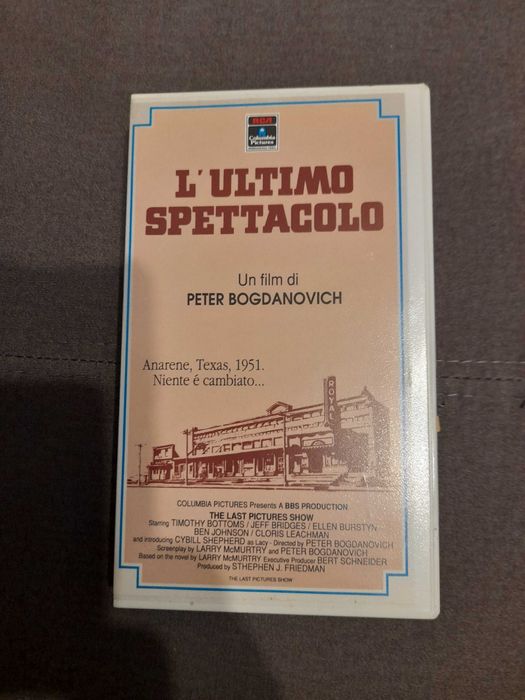 RCA
Columbia
Pictures
L'ULTIMO
SPETTACOLO
Un film di
PETER BOGDANOVICH
Anarene, Texas, 1951.
Niente é cambiato...
ROYAL
COLUMBIA PICTURES Presents A BBS PRODUCTION
THE LAST PICTURES SHOW
Starring TIMOTHY BOTTOMS / JEFF BRIDGES / ELLEN BURSTYN
BEN JOHNSON / CLORIS LEACHMAN
and introducing CYBILL SHEPHERD as Lacy - Directed by PETER BOGDANOVICH
Screenplay by LARRY McMURTRY and PETER BOGDANOVICH
Based on the novel by LARRY McMURTRY Executive Producer BERT SCHNEIDER
Produced by STHEPHEN J. FRIEDMAN
THE LAST PICTURES SHOW